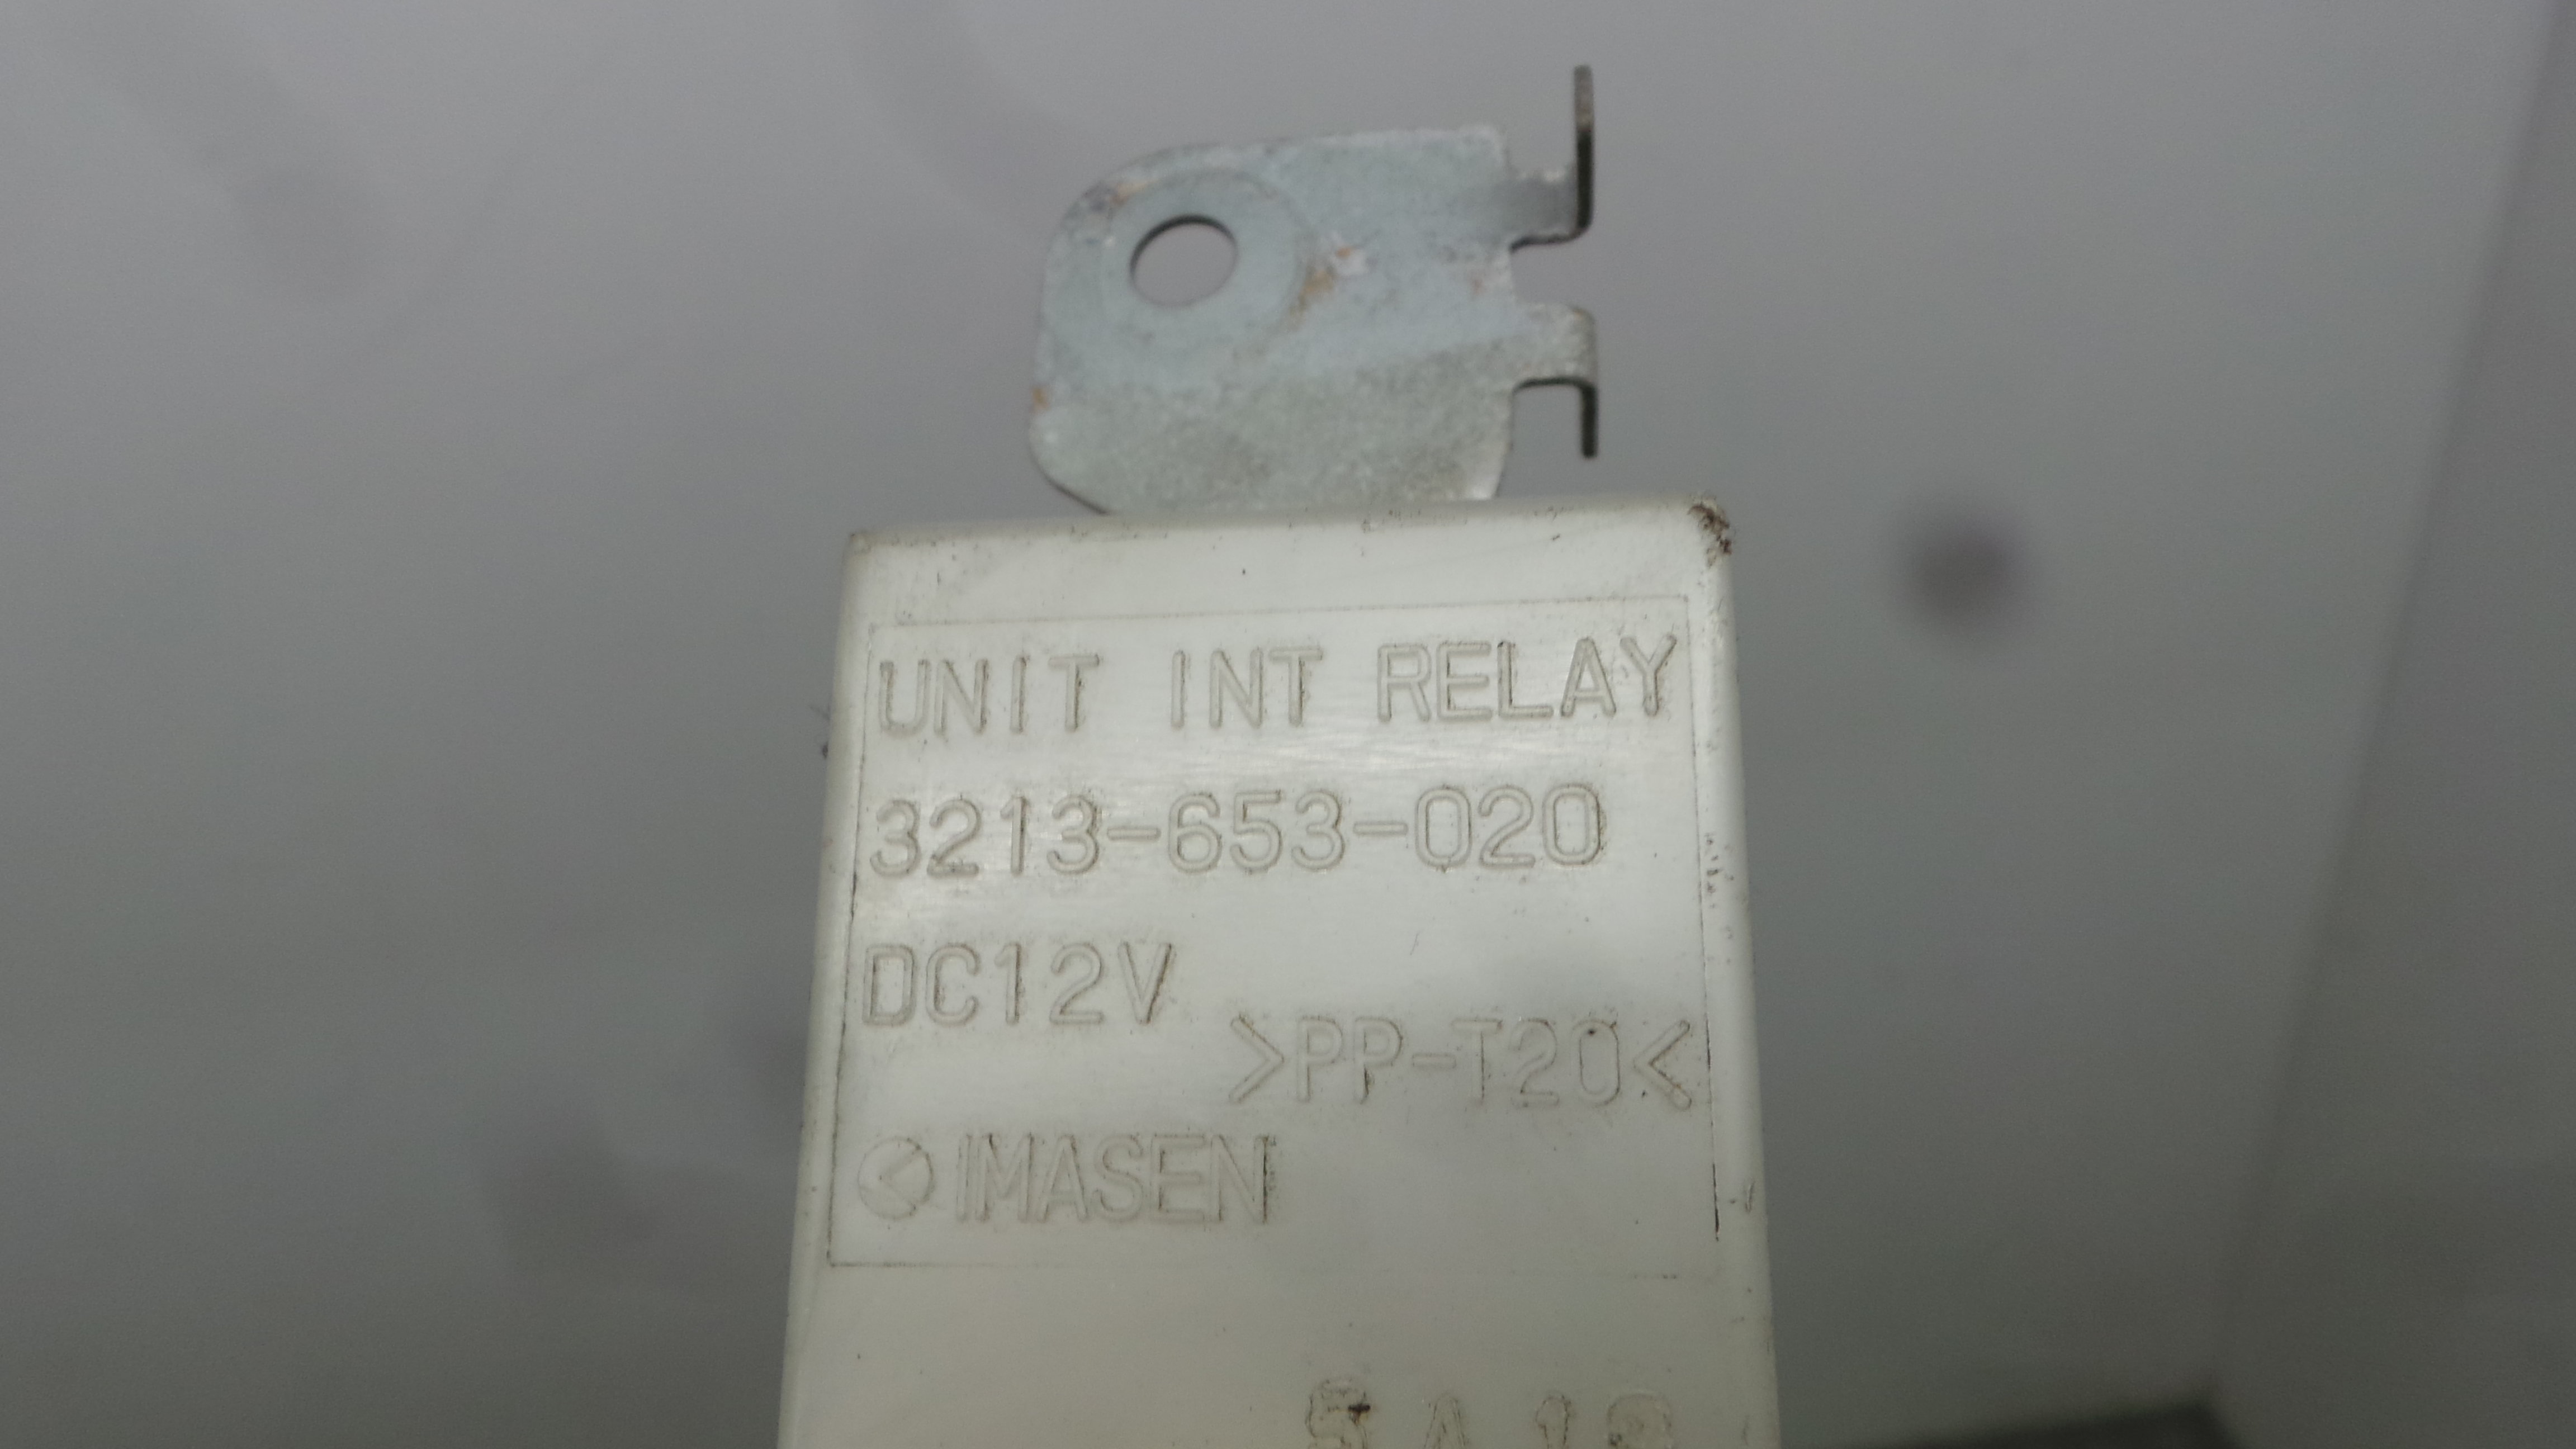 UNIT INT RELAY
3213-653-020
DC12V
>PP-T20<
IMASEN